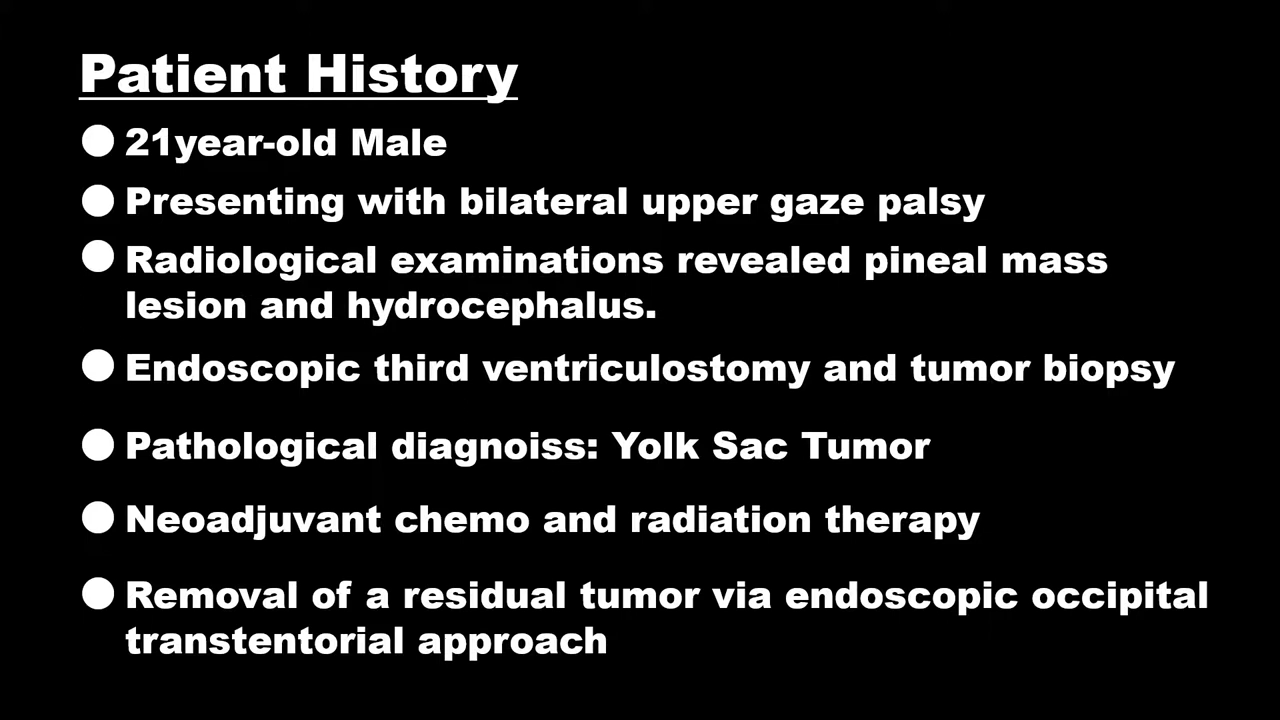 Patient History
● 21year-old Male
● Presenting with bilateral upper gaze palsy
● Radiological examinations revealed pineal mass
lesion and hydrocephalus.
● Endoscopic third ventriculostomy and tumor biopsy
● Pathological diagnoiss: Yolk Sac Tumor
● Neoadjuvant chemo and radiation therapy
● Removal of a residual tumor via endoscopic occipital
transtentorial approach